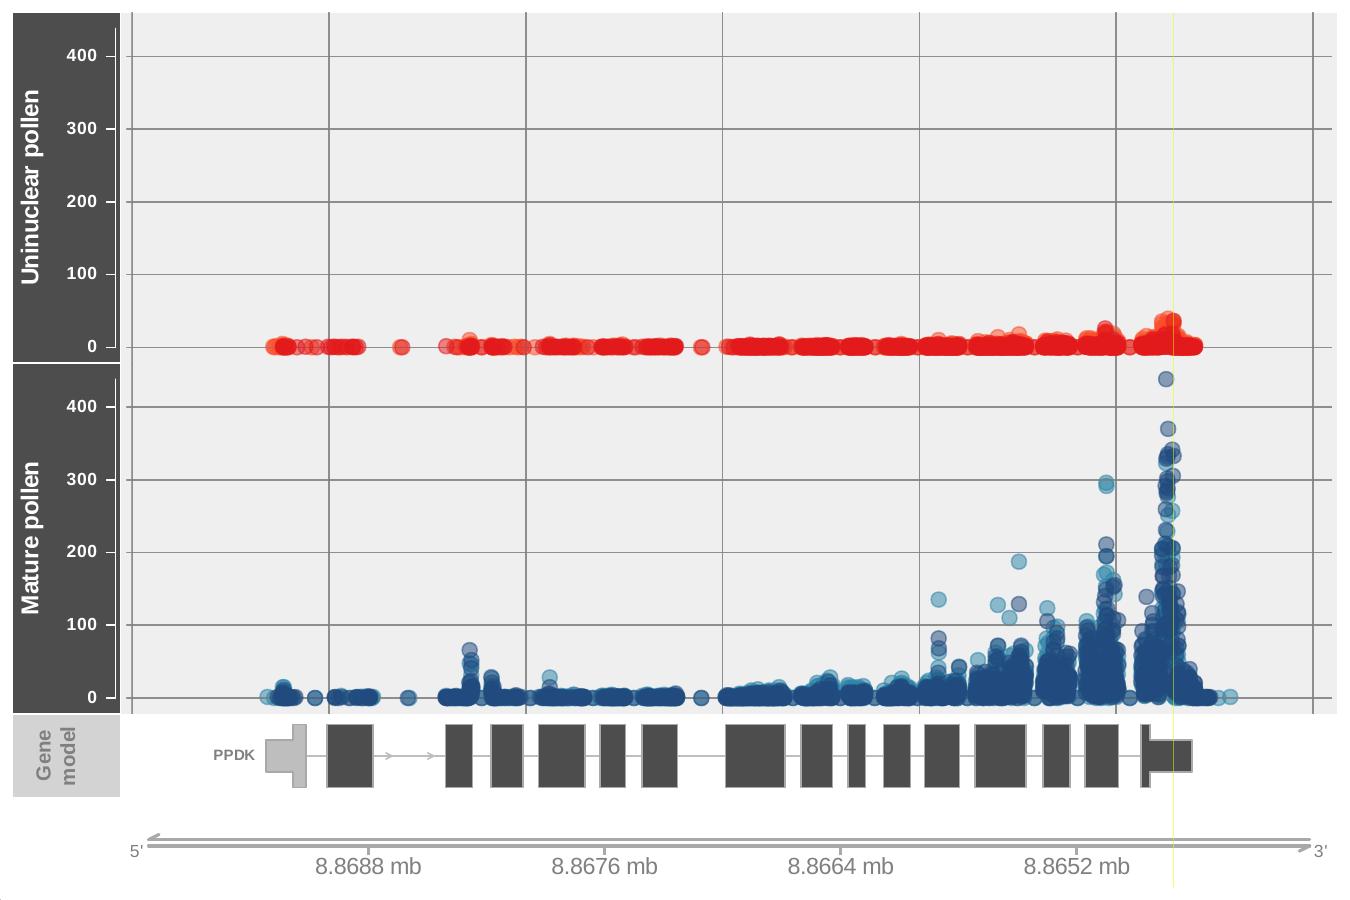 Uninuclear pollen
400
300
200
100
0
Mature pollen
400
300
200
100
0
Gene
model
PPDK
5'
3'
8.8688 mb
8.8676 mb
8.8664 mb
8.8652 mb